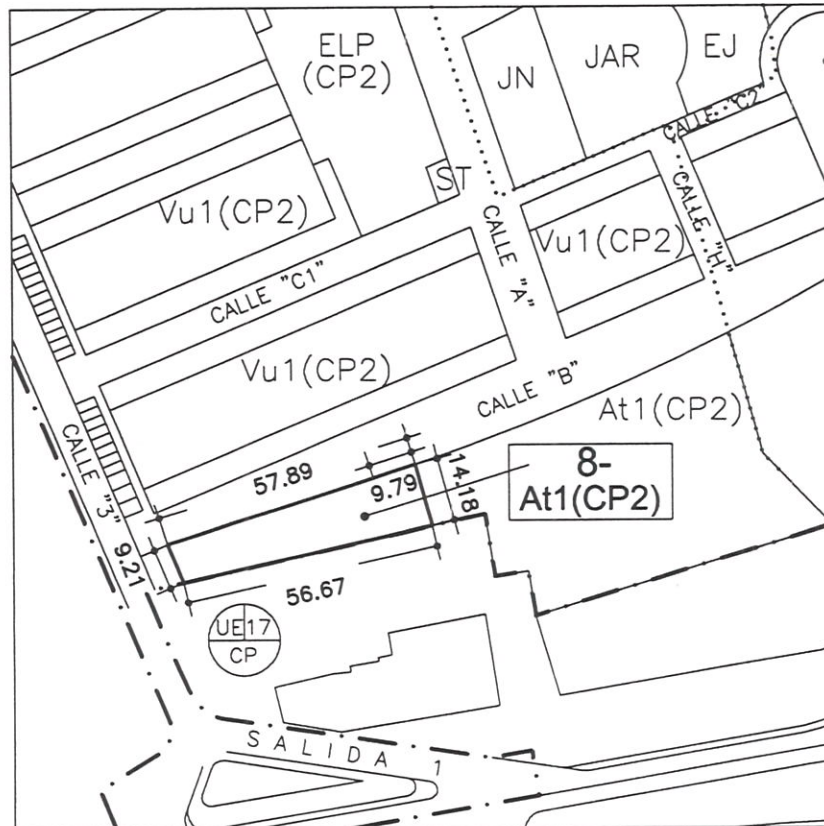 ELP
(CP2)
JN
JAR
EJ
CALLE "C2"
ST
Vu1(CP2)
CALLE "A"
Vu1(CP2)
CALLE "H"
CALLE "C1"
Vu1(CP2)
CALLE "B"
At1(CP2)
CALLE "3"
57.89
9.79
14.18
8-
At1(CP2)
9.21
56.67
UE 17
CP
SALIDA 1